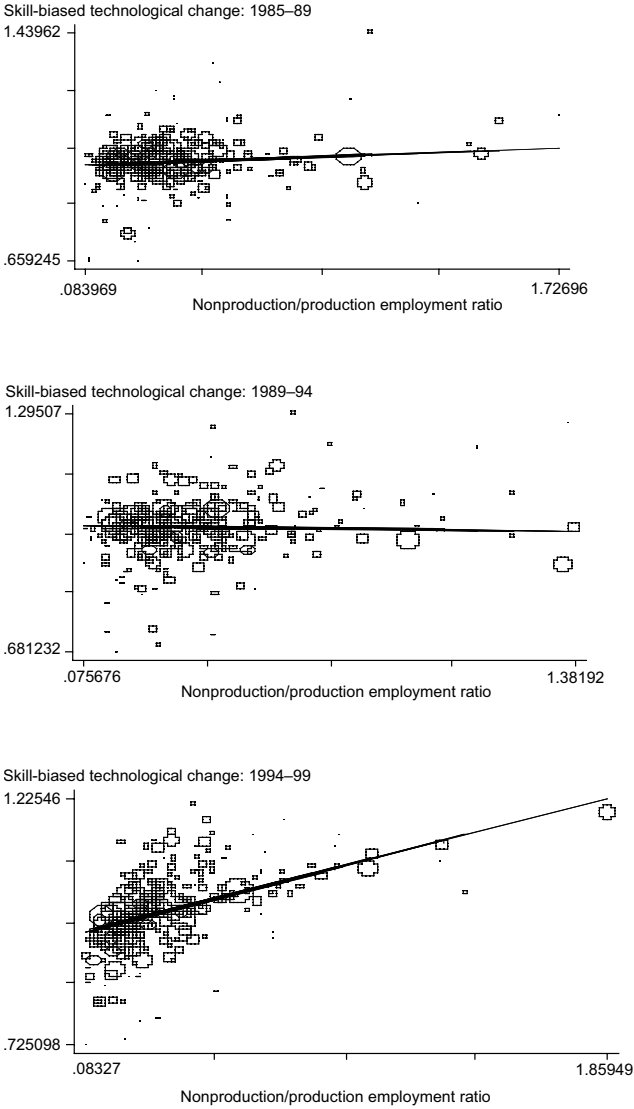 Skill-biased technological change: 1985–89
1.43962
.659245
.083969
1.72696
Nonproduction/production employment ratio
Skill-biased technological change: 1989–94
1.29507
.681232
.075676
1.38192
Nonproduction/production employment ratio
Skill-biased technological change: 1994–99
1.22546
.725098
.08327
1.85949
Nonproduction/production employment ratio